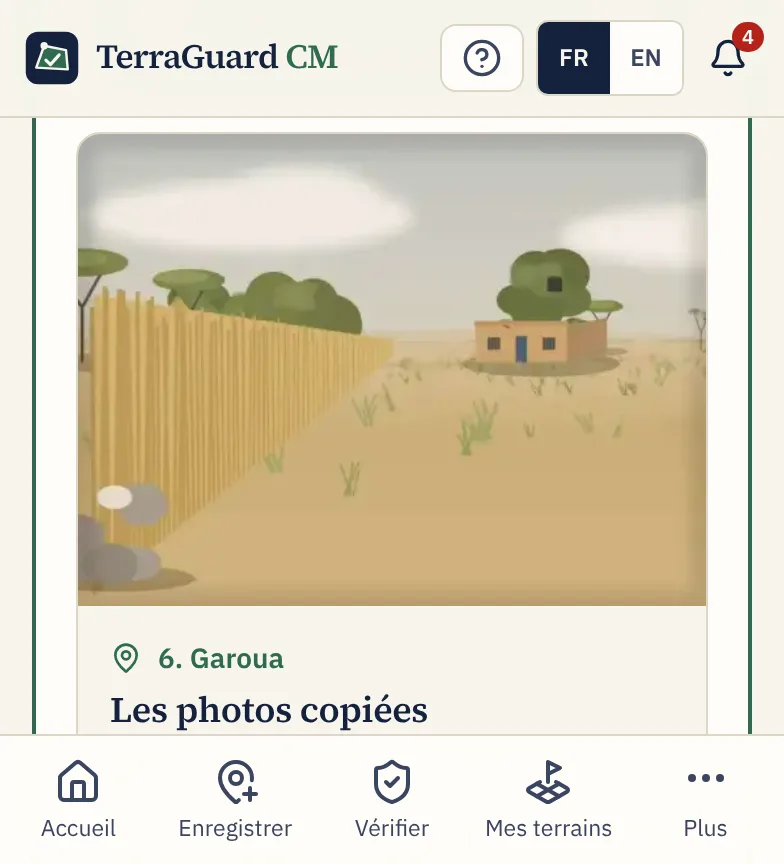 TerraGuard CM
FR
EN
4
6. Garoua
Les photos copiées
Accueil
Enregistrer
Vérifier
Mes terrains
Plus